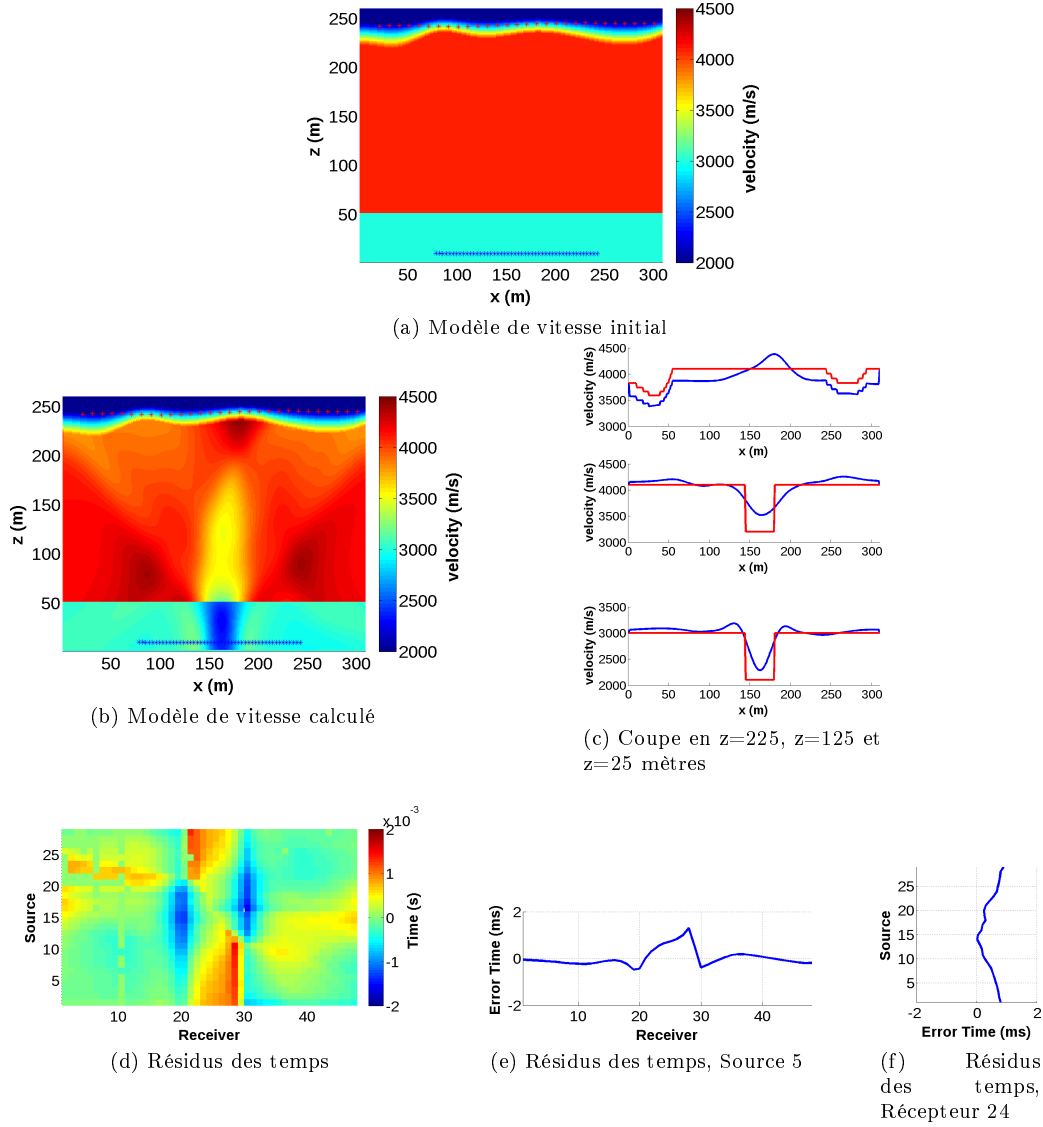 250
200
150
100
50
z (m)
50 100 150 200 250 300
x (m)
4500
4000
3500
3000
2500
2000
velocity (m/s)
(a) Modèle de vitesse initial
250
200
150
100
50
z (m)
50 100 150 200 250 300
x (m)
4500
4000
3500
3000
2500
2000
velocity (m/s)
(b) Modèle de vitesse calculé
4500
4000
3500
3000
velocity (m/s)
0 50 100 150 200 250 300
x (m)
4500
4000
3500
3000
velocity (m/s)
0 50 100 150 200 250 300
x (m)
3500
3000
2500
2000
velocity (m/s)
0 50 100 150 200 250 300
x (m)
(c) Coupe en z=225, z=125 et
z=25 mètres
25
20
15
10
5
Source
10 20 30 40
Receiver
x 10-3
2
1
0
-1
-2
Time (s)
(d) Résidus des temps
2
0
-2
Error Time (ms)
10 20 30 40
Receiver
(e) Résidus des temps, Source 5
25
20
15
10
5
Source
-2 0 2
Error Time (ms)
(f) Résidus
des temps,
Récepteur 24